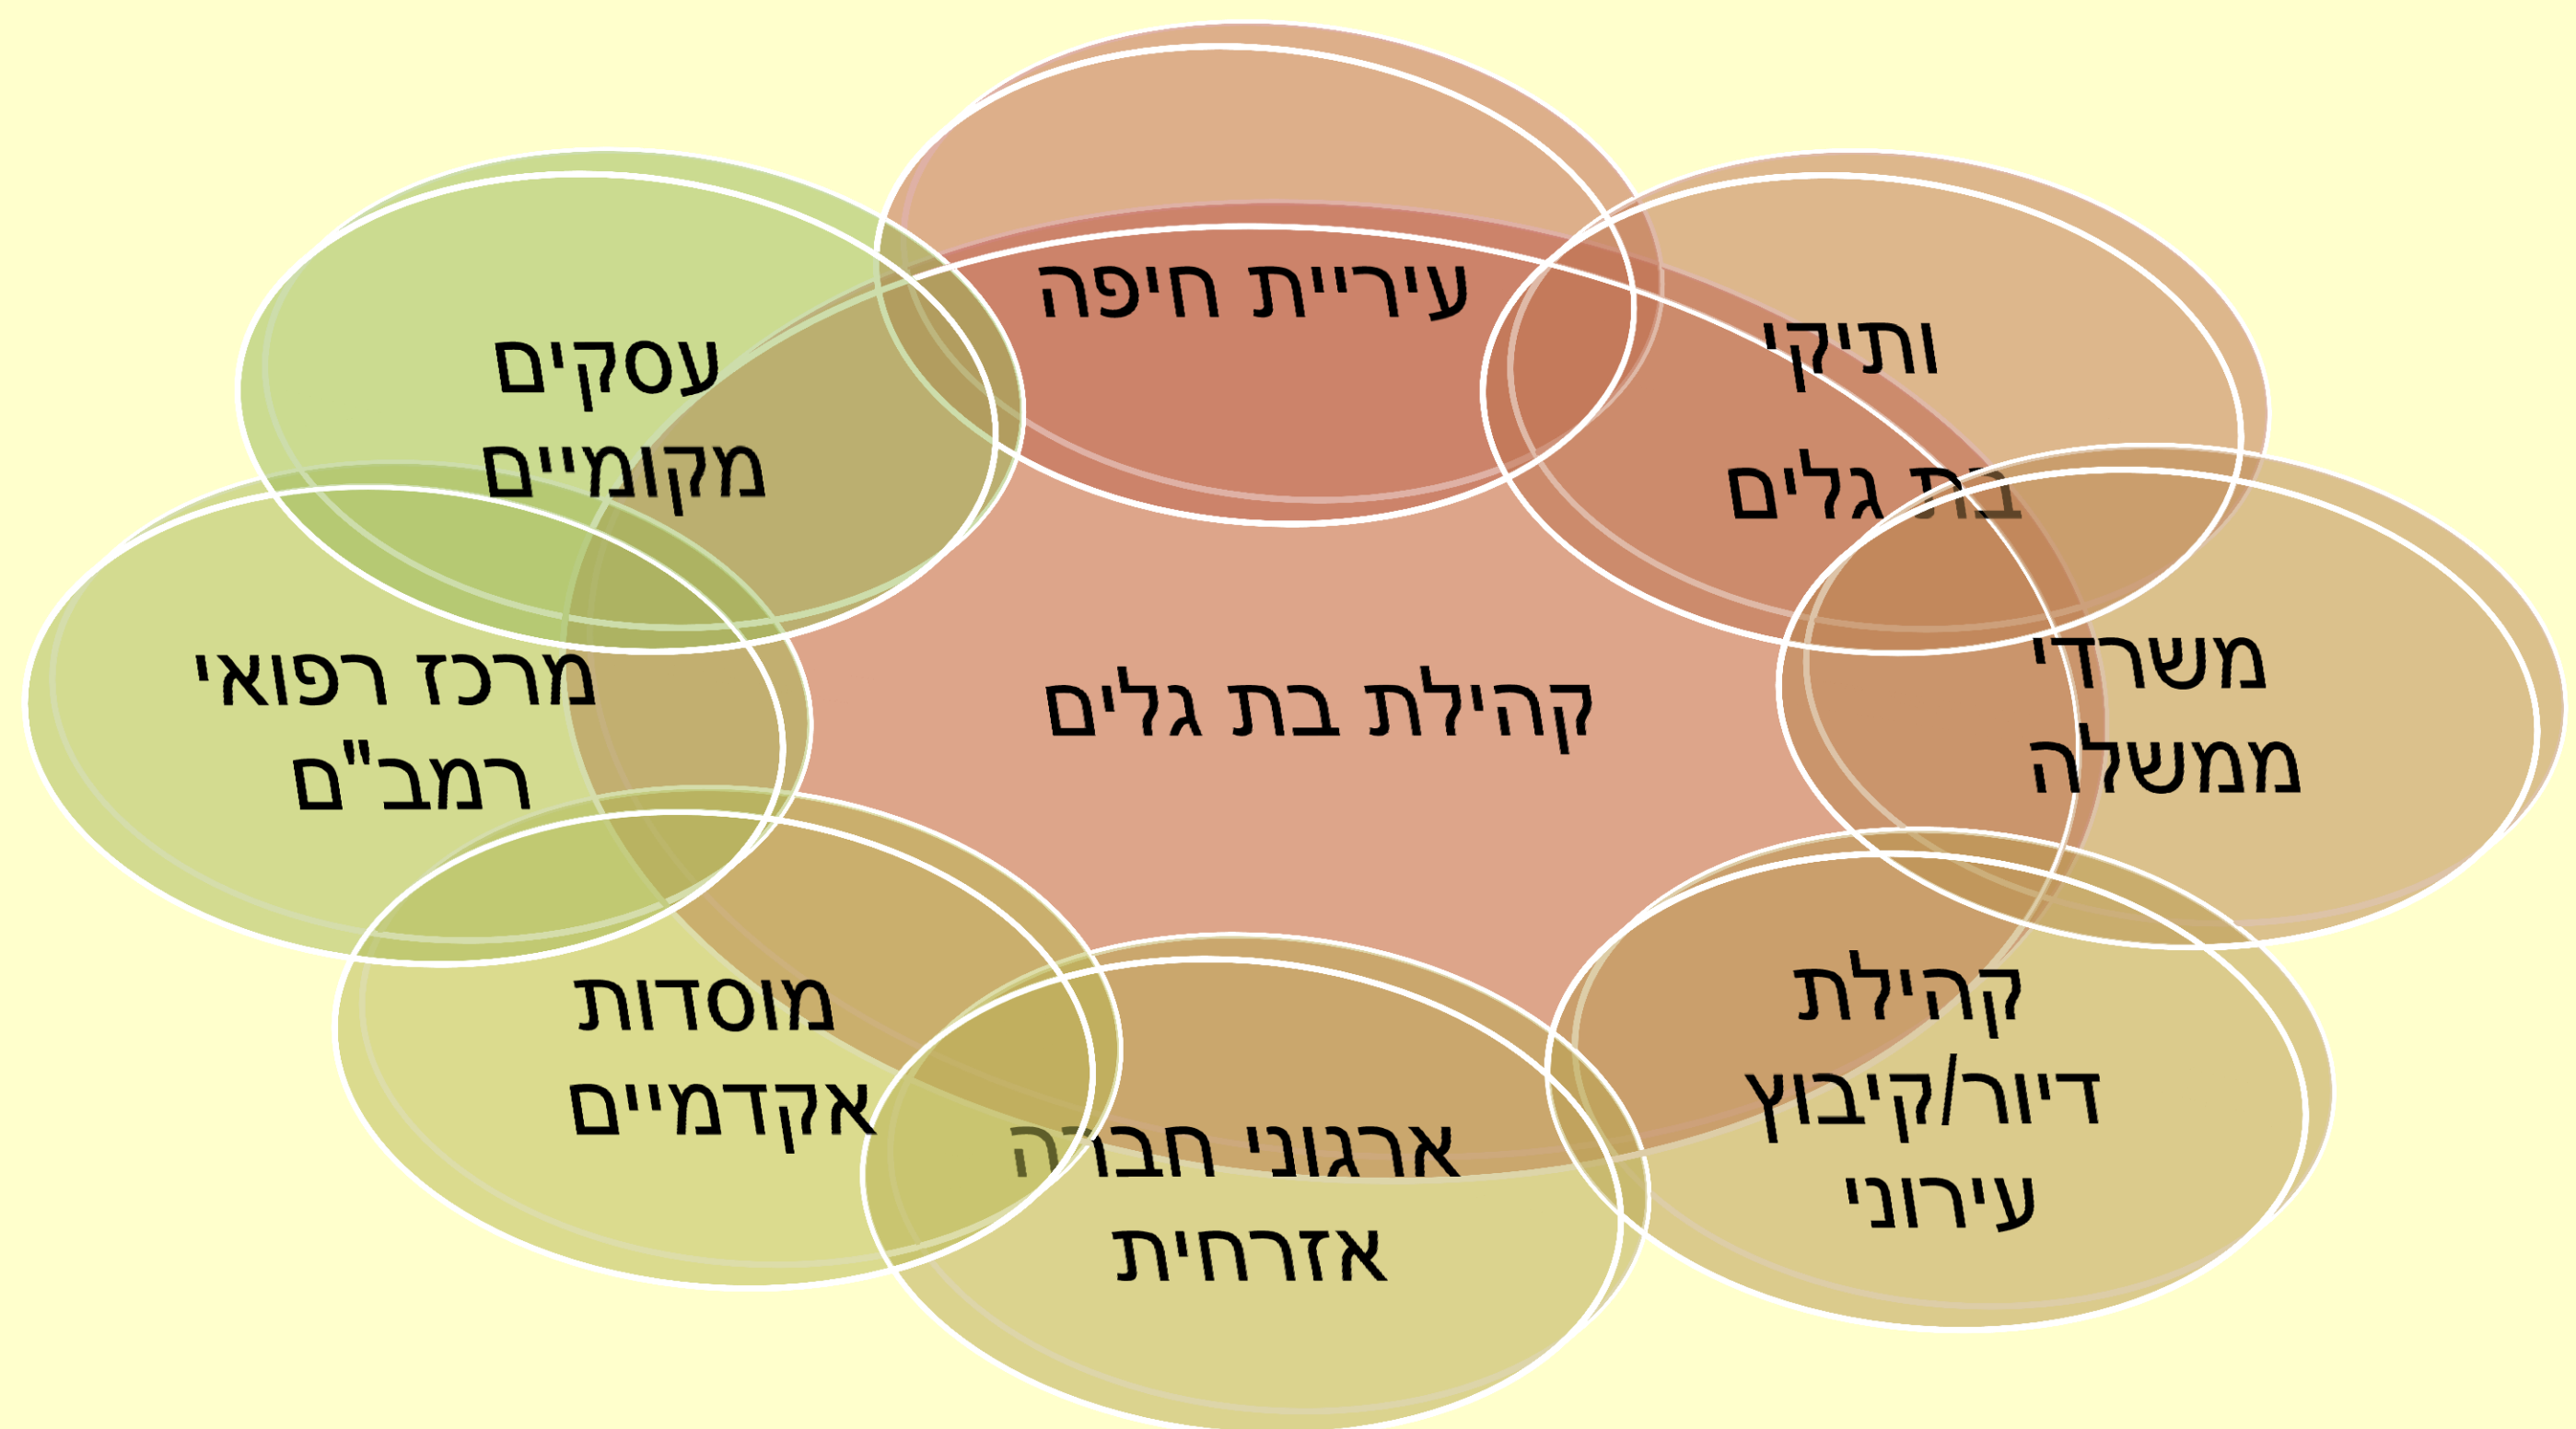 עיריית חיפה
ותיקי
בת גלים
משרדי
ממשלה
קהילת
דיור/קיבוץ
עירוני
ארגוני חברה
אזרחית
מוסדות
אקדמיים
מרכז רפואי
רמב"ם
עסקים
מקומיים
קהילת בת גלים